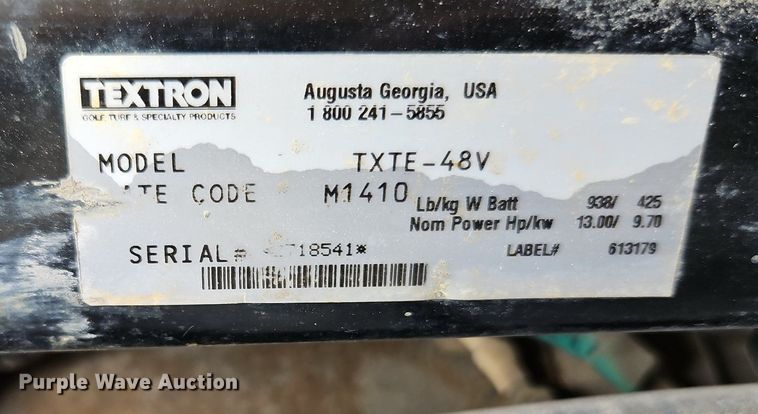 TEXTRON
GOLF TURF & SPECIALTY PRODUCTS
Augusta Georgia, USA
1 800 241-5855
MODEL TXTE-48V
CODE M1410
Lb/kg W Batt 938/ 425
Nom Power Hp/kw 13.00/ 9.70
SERIAL# 718541*
LABEL# 613179
Purple Wave Auction